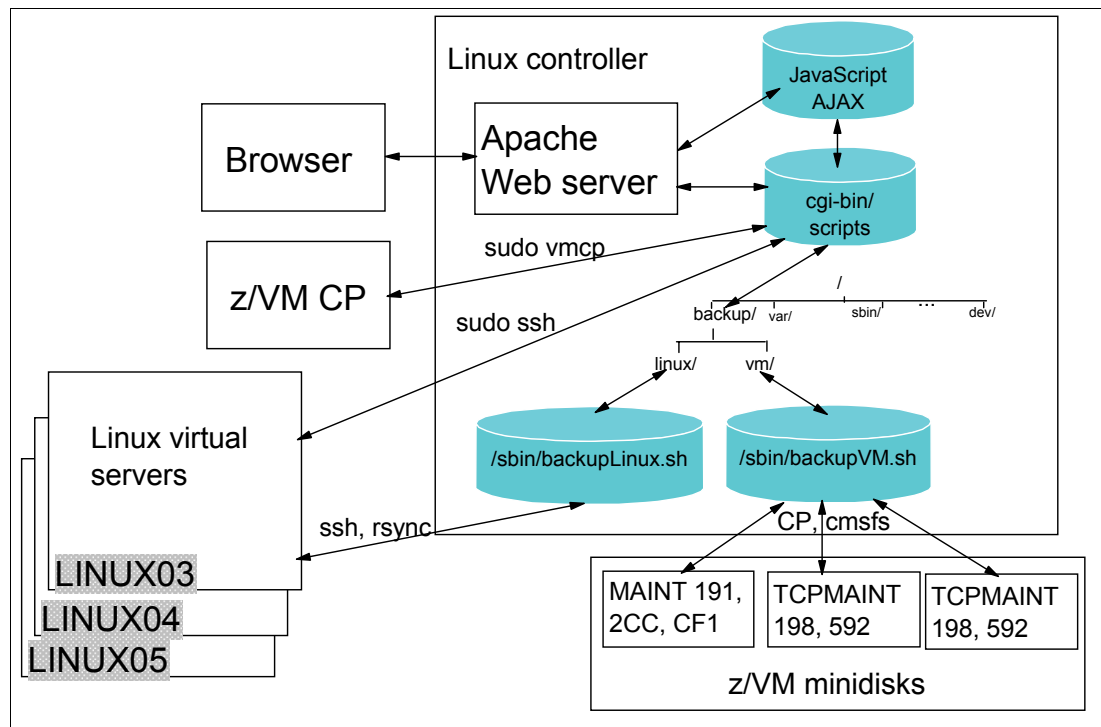 Linux controller
JavaScript
AJAX
Browser
Apache
Web server
cgi-bin/
scripts
sudo vmcp
z/VM CP
/
backup/ var/ sbin/ ... dev/
sudo ssh
linux/ vm/
Linux virtual
servers
/sbin/backupLinux.sh
/sbin/backupVM.sh
ssh, rsync
CP, cmsfs
LINUX03
LINUX04
LINUX05
MAINT 191,
2CC, CF1
TCPMAINT
198, 592
TCPMAINT
198, 592
z/VM minidisks